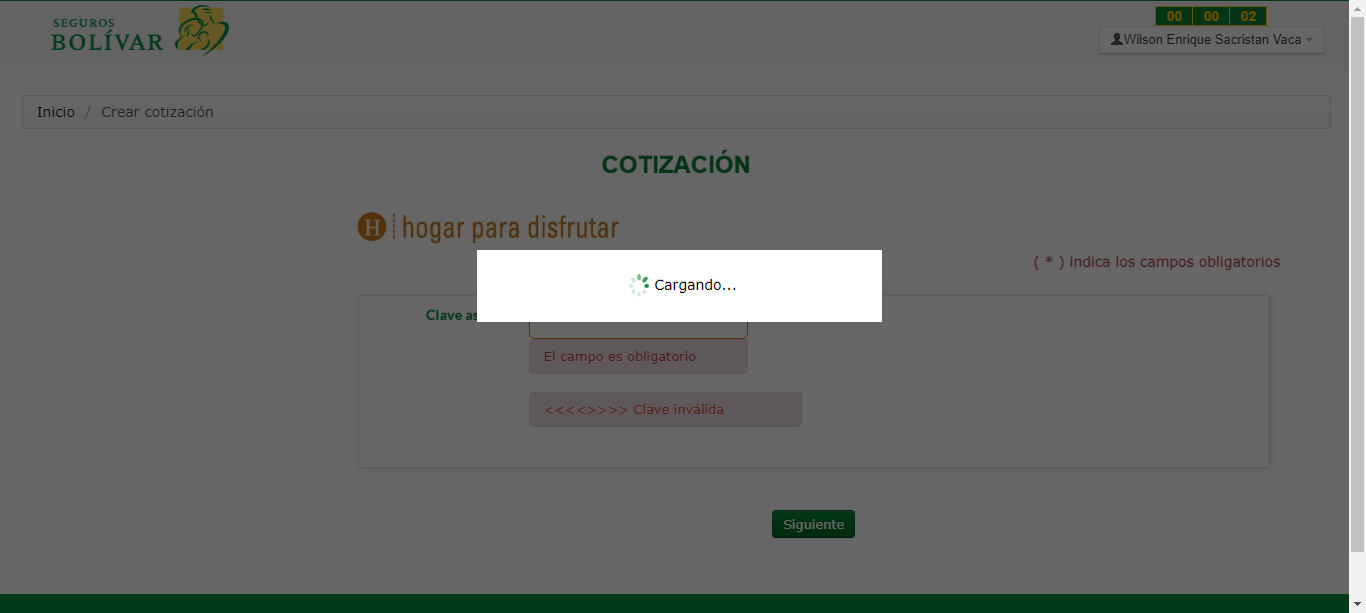 SEGUROS
BOLÍVAR
00 00 02
Wilson Enrique Sacristan Vaca
Inicio / Crear cotización
COTIZACIÓN
H hogar para disfrutar
( * ) indica los campos obligatorios
Cargando...
Clave
El campo es obligatorio
<<<<>>>> Clave inválida
Siguiente